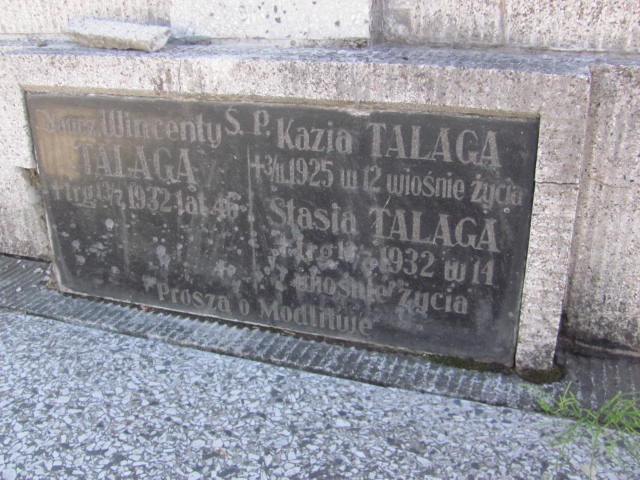 Wincenty
TALAGA
1932 lat 46
Ś. P.
Kazia TALAGA
1925 w 12 wiośnie życia
Stasia TALAGA
+ trg. 1932 w 14
wiośnie życia
Proszą o Modlitwę